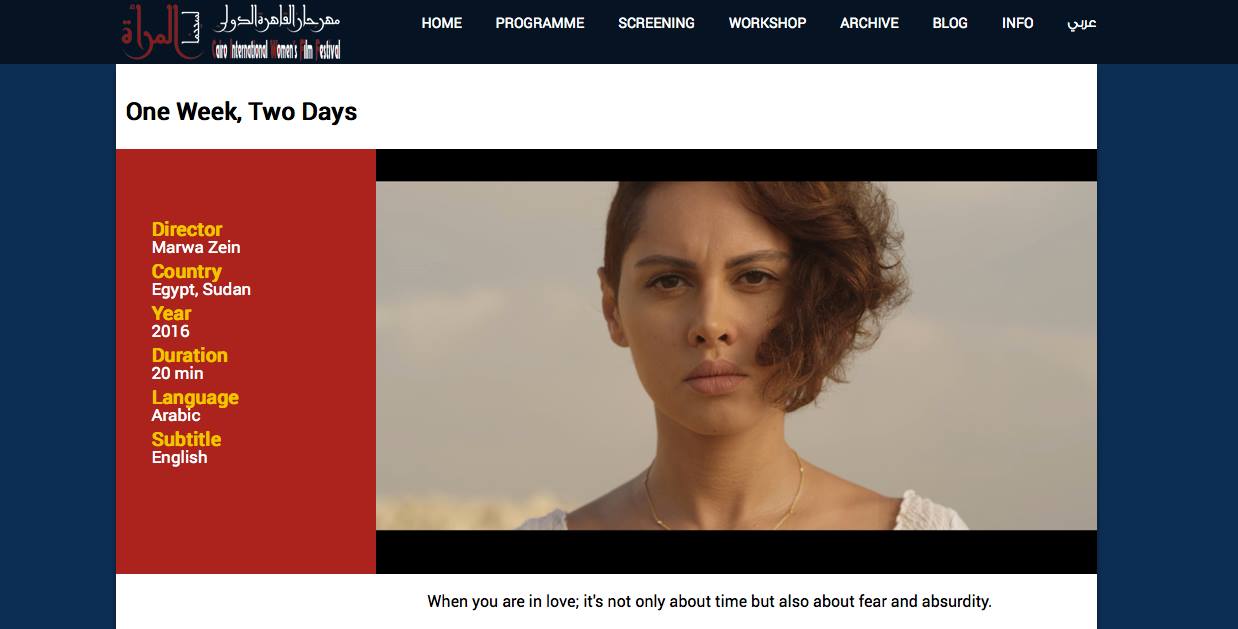 سينما المرأة
مهرجان القاهرة الدولى
Cairo International Women's Film Festival
HOME PROGRAMME SCREENING WORKSHOP ARCHIVE BLOG INFO عربي
One Week, Two Days
Director
Marwa Zein
Country
Egypt, Sudan
Year
2016
Duration
20 min
Language
Arabic
Subtitle
English
When you are in love; it's not only about time but also about fear and absurdity.